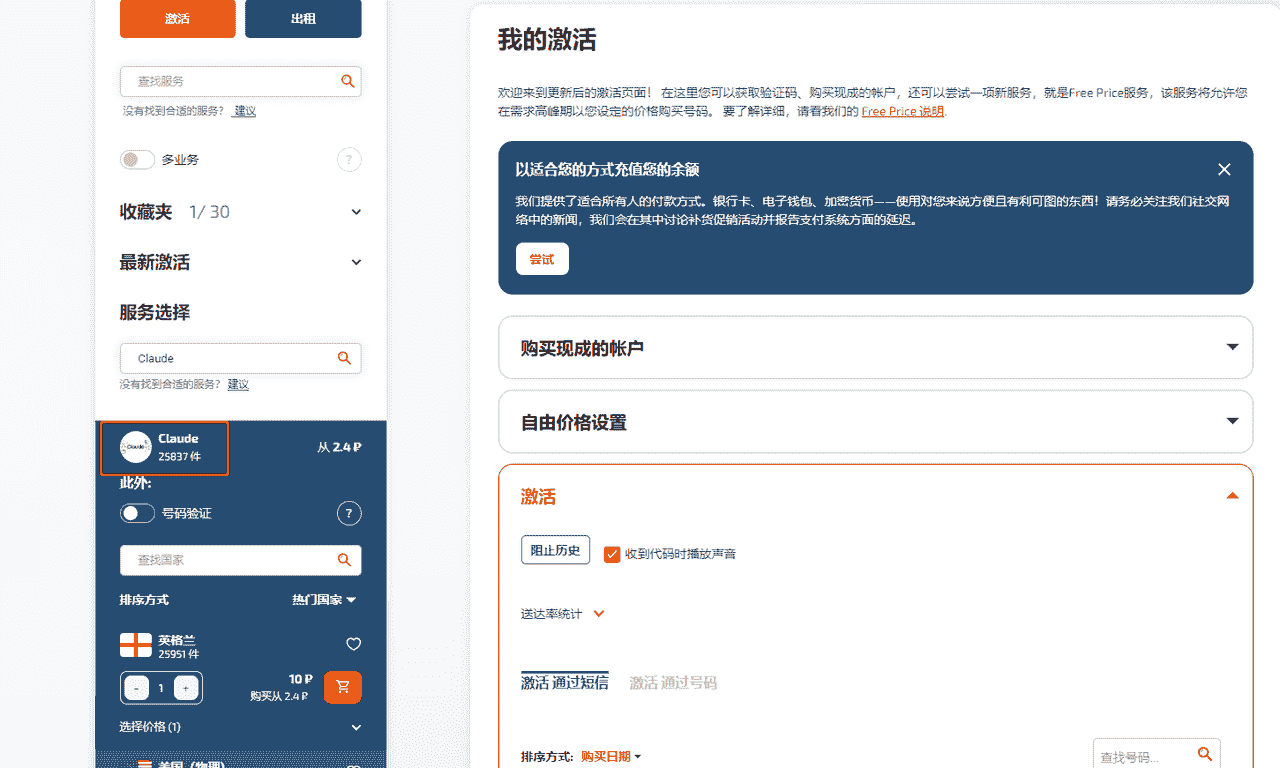 激活
出租
查找服务
没有找到合适的服务? 建议
多业务
?
收藏夹 1/ 30
最新激活
服务选择
Claude
没有找到合适的服务? 建议
Claude
25837 件
从 2.4 ₽
此外:
号码验证
?
查找国家
排序方式
热门国家
英格兰
25951 件
- 1 +
10 ₽
购买从 2.4 ₽
选择价格 (1)
美国 (物理)
我的激活
欢迎来到更新后的激活页面! 在这里您可以获取验证码、购买现成的帐户,还可以尝试一项新服务,就是Free Price服务,该服务将允许您
在需求高峰期以您设定的价格购买号码。 要了解详细,请看我们的 Free Price 说明.
以适合您的方式充值您的余额
我们提供了适合所有人的付款方式。银行卡、电子钱包、加密货币——使用对您来说方便且有利可图的东西!请务必关注我们社交网
络中的新闻,我们会在其中讨论补货促销活动并报告支付系统方面的延迟。
尝试
购买现成的帐户
自由价格设置
激活
阻止历史
收到代码时播放声音
送达率统计
激活 通过短信
激活 通过号码
排序方式: 购买日期
查找号码...